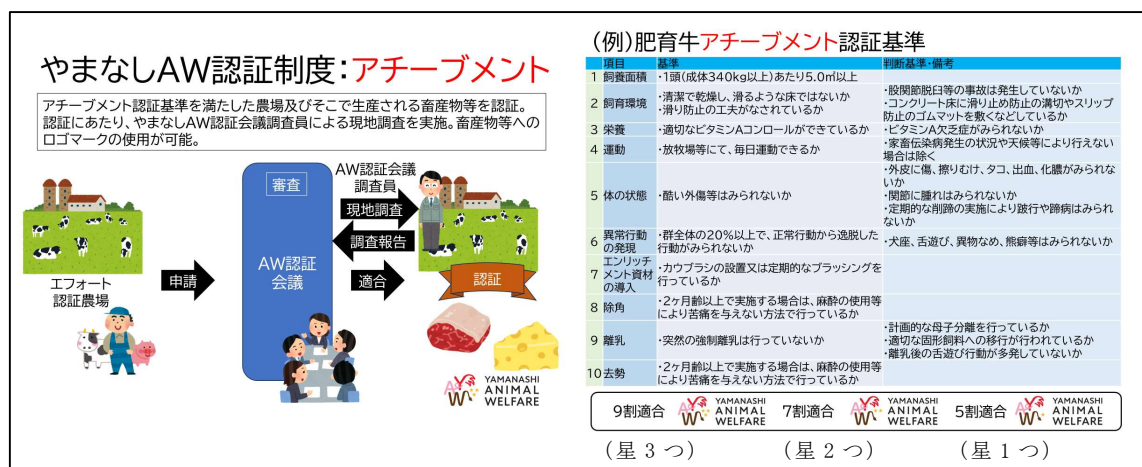 やまなしAW認証制度：アチーブメント
アチーブメント認証基準を満たした農場及びそこで生産される畜産物等を認証。
認証にあたり、やまなしAW認証会議調査員による現地調査を実施。畜産物等への
ロゴマークの使用が可能。
エフォート
認証農場
申請
審査
AW認証
会議
AW認証会議
調査員
現地調査
調査報告
適合
認証
YAMANASHI
ANIMAL
WELFARE
(例)肥育牛アチーブメント認証基準
項目 基準 判断基準・備考
1 飼養面積 ・1頭(成体340kg以上)あたり5.0㎡以上
2 飼育環境 ・清潔で乾燥し、滑るような床ではないか
・滑り防止の工夫がなされているか
・股関節脱臼等の事故は発生していないか
・コンクリート床に滑り止め防止の溝切やスリップ
防止のゴムマットを敷くなどしているか
3 栄養 ・適切なビタミンAコンロールができているか ・ビタミンA欠乏症がみられないか
4 運動 ・放牧場等にて、毎日運動できるか ・家畜伝染病発生の状況や天候等により行えない
場合は除く
5 体の状態 ・酷い外傷等はみられないか
・外皮に傷、擦りむけ、タコ、出血、化膿がみられな
いか
・関節に腫れはみられないか
・定期的な削蹄の実施により跛行や蹄病はみられ
ないか
6 異常行動
の発現
・群全体の20%以上で、正常行動から逸脱した
行動がみられないか
・犬座、舌遊び、異物なめ、熊癖等はみられないか
7 エンリッチ
メント資材
の導入
・カウブラシの設置又は定期的なブラッシングを
行っているか
8 除角 ・2ヶ月齢以上で実施する場合は、麻酔の使用等
により苦痛を与えない方法で行っているか
9 離乳 ・突然の強制離乳は行っていないか
・計画的な母子分離を行っているか
・適切な固形飼料への移行が行われているか
・離乳後の舌遊び行動が多発していないか
10 去勢 ・2ヶ月齢以上で実施する場合は、麻酔の使用等
により苦痛を与えない方法で行っているか
9割適合 YAMANASHI ANIMAL WELFARE 7割適合 YAMANASHI ANIMAL WELFARE 5割適合 YAMANASHI ANIMAL WELFARE
(星３つ) (星２つ) (星１つ)